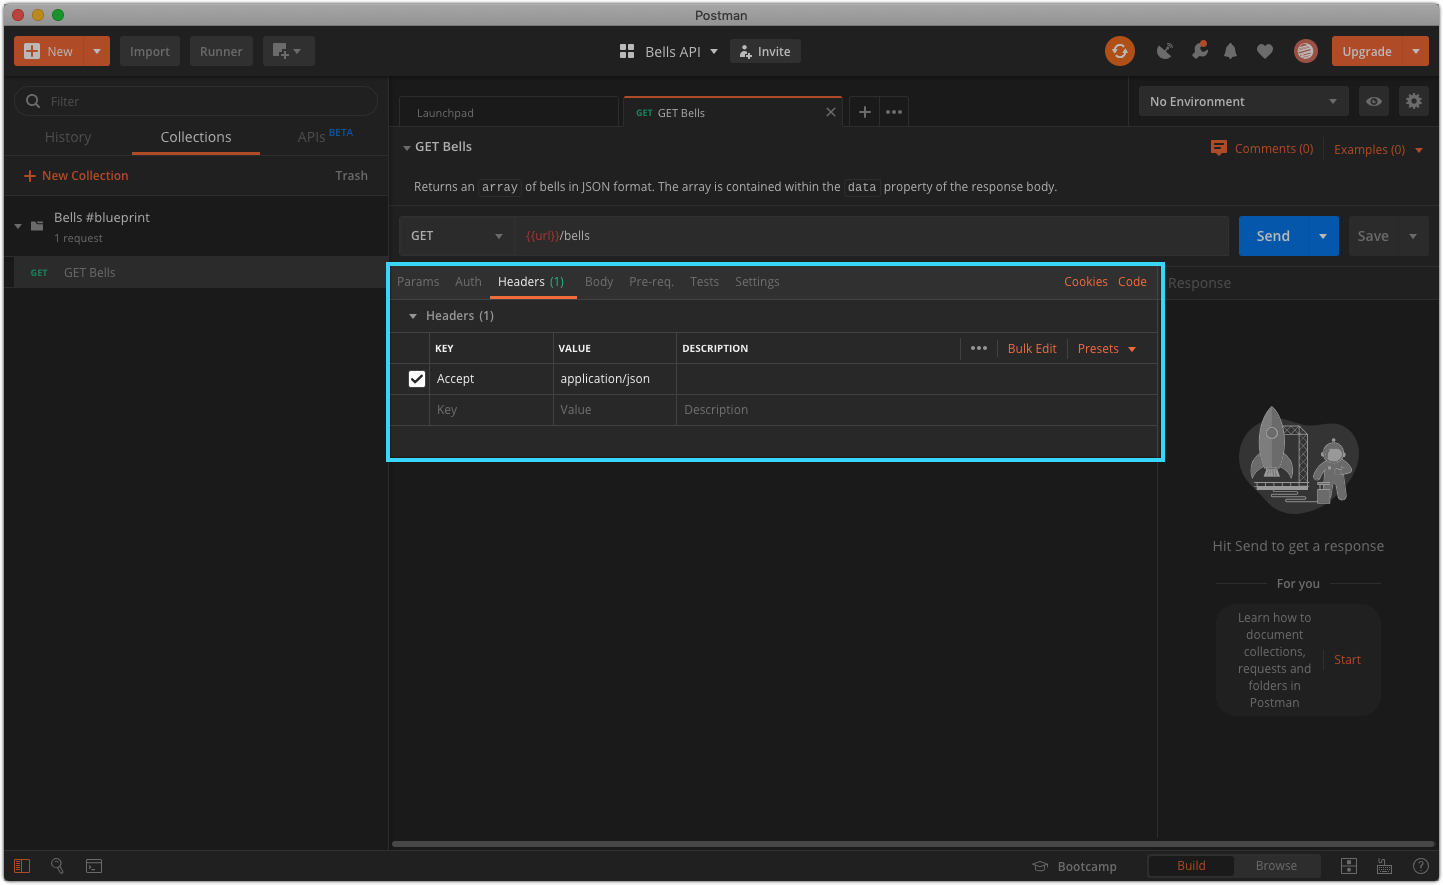 Postman
New
Import
Runner
Bells API
Invite
Upgrade
Filter
History
Collections
APIs BETA
New Collection
Trash
Bells #blueprint
1 request
GET GET Bells
Launchpad
GET GET Bells
No Environment
GET Bells
Comments (0)
Examples (0)
Returns an array of bells in JSON format. The array is contained within the data property of the response body.
GET
{{url}}/bells
Send
Save
Params
Auth
Headers (1)
Body
Pre-req.
Tests
Settings
Cookies
Code
Response
Headers (1)
KEY
VALUE
DESCRIPTION
Bulk Edit
Presets
Accept
application/json
Key
Value
Description
Hit Send to get a response
For you
Learn how to
document
collections,
requests and
folders in
Postman
Start
Bootcamp
Build
Browse